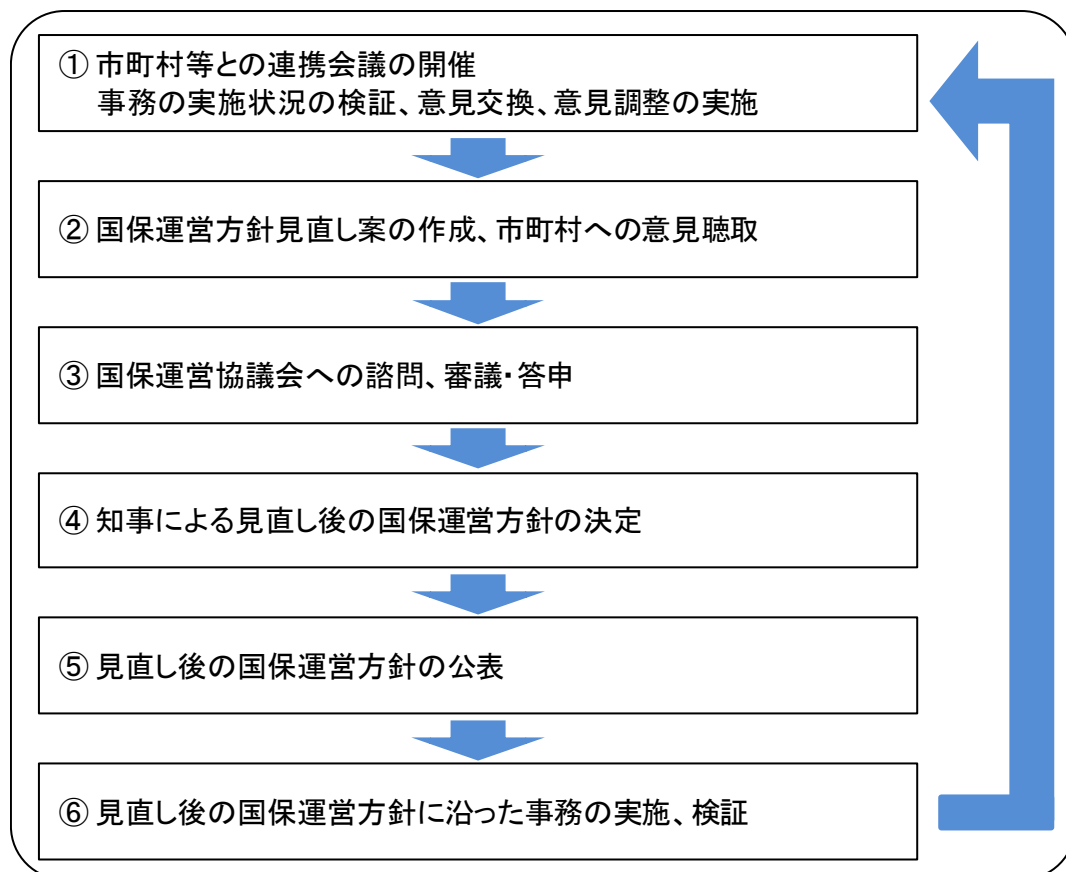 ① 市町村等との連携会議の開催
事務の実施状況の検証、意見交換、意見調整の実施
② 国保運営方針見直し案の作成、市町村への意見聴取
③ 国保運営協議会への諮問、審議・答申
④ 知事による見直し後の国保運営方針の決定
⑤ 見直し後の国保運営方針の公表
⑥ 見直し後の国保運営方針に沿った事務の実施、検証